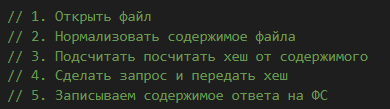 // 1. Открыть файл
// 2. Нормализовать содержимое файла
// 3. Подсчитать посчитать хеш от содержимого
// 4. Сделать запрос и передать хеш
// 5. Записываем содержимое ответа на ФС